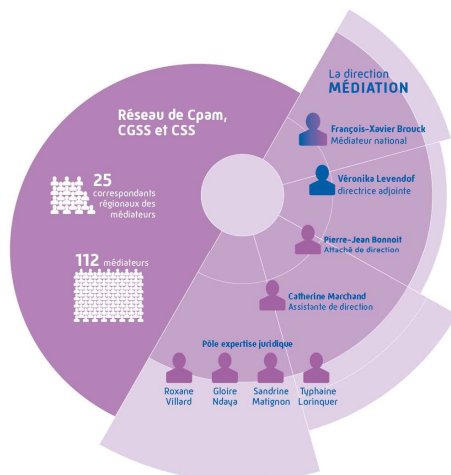 La direction
MÉDIATION
Réseau de Cpam,
CGSS et CSS
François-Xavier Brouck
Médiateur national
25
correspondants
régionaux des
médiateurs
Véronika Levendof
directrice adjointe
112 médiateurs
Pierre-Jean Bonnoit
Attaché de direction
Catherine Marchand
Assistante de direction
Pôle expertise juridique
Roxane
Villard
Gloire
Ndaya
Sandrine
Matignon
Typhaine
Lorinquer